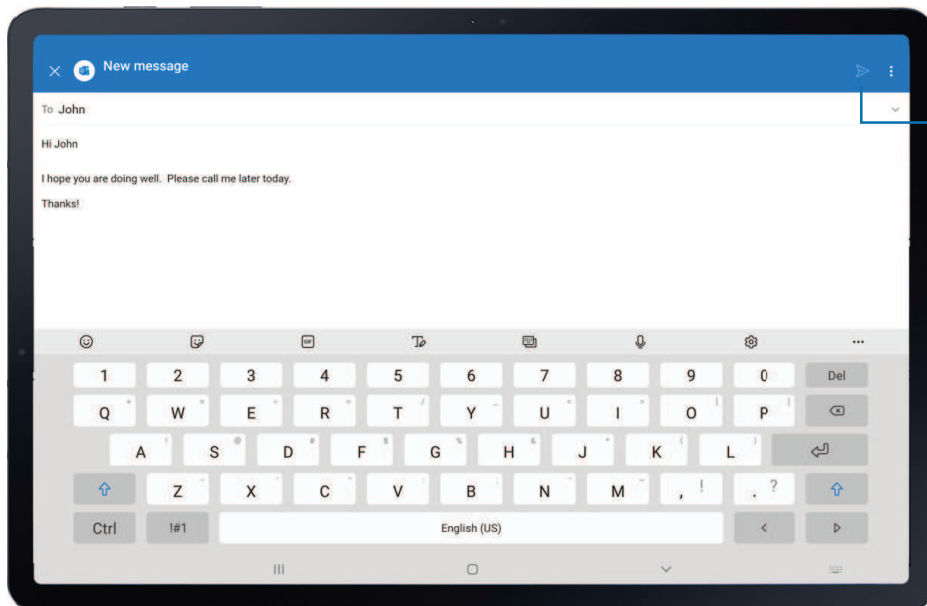 New message
To John
Hi John
I hope you are doing well. Please call me later today.
Thanks!
GIF
1 2 3 4 5 6 7 8 9 0 Del
Q W E R T Y U I O P
A S D F G H J K L
Z X C V B N M , ! . ?
Ctrl !#1 English (US) < >